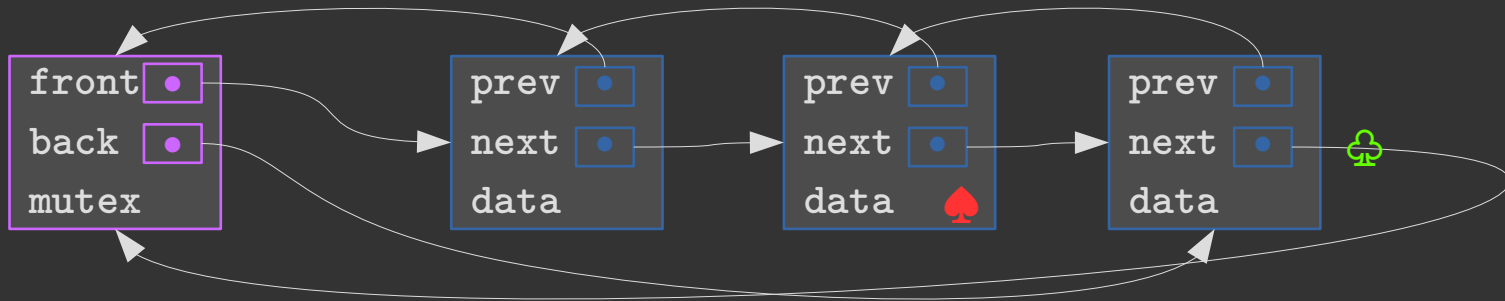 front
back
mutex
prev
next
data
prev
next
data
prev
next
data